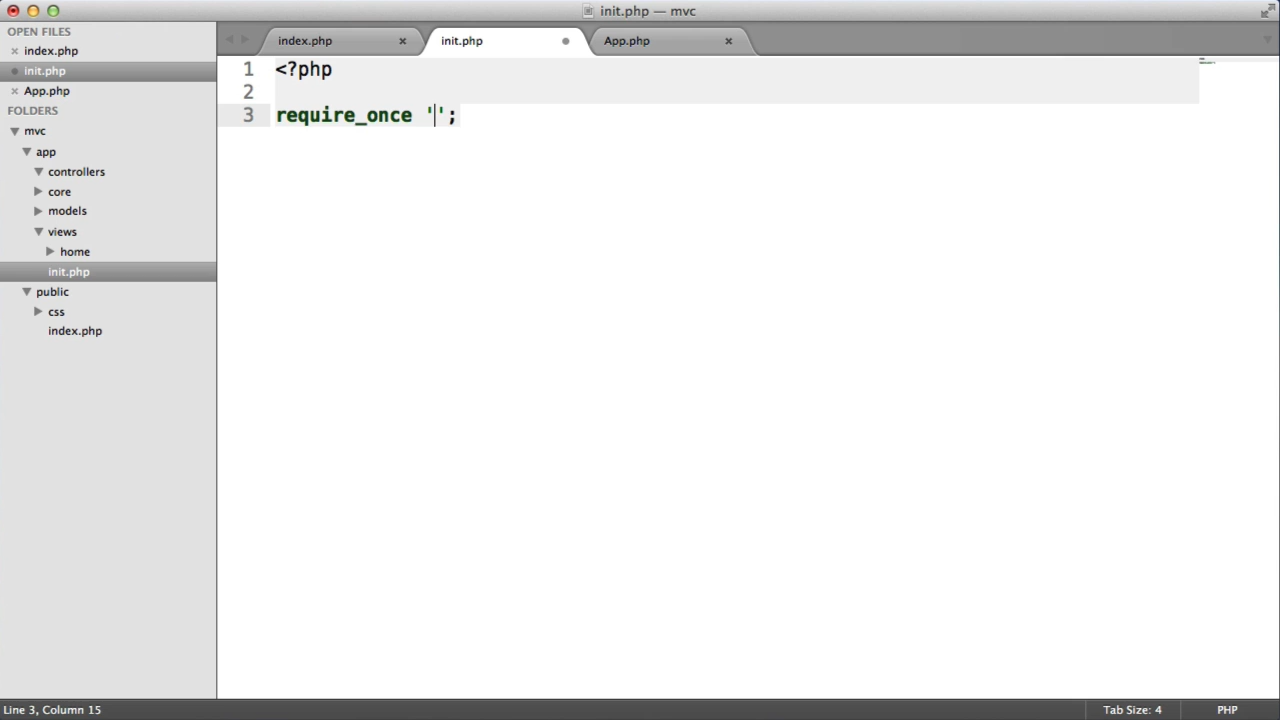 init.php — mvc
OPEN FILES
index.php
init.php
App.php
FOLDERS
mvc
app
controllers
core
models
views
home
init.php
public
css
index.php
index.php
init.php
App.php
1 <?php
2
3 require_once '';
Line 3, Column 15
Tab Size: 4
PHP